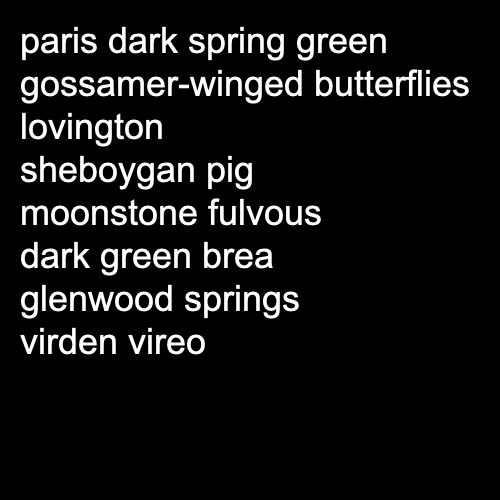 paris dark spring green
gossamer-winged butterflies
lovington
sheboygan pig
moonstone fulvous
dark green brea
glenwood springs
virden vireo